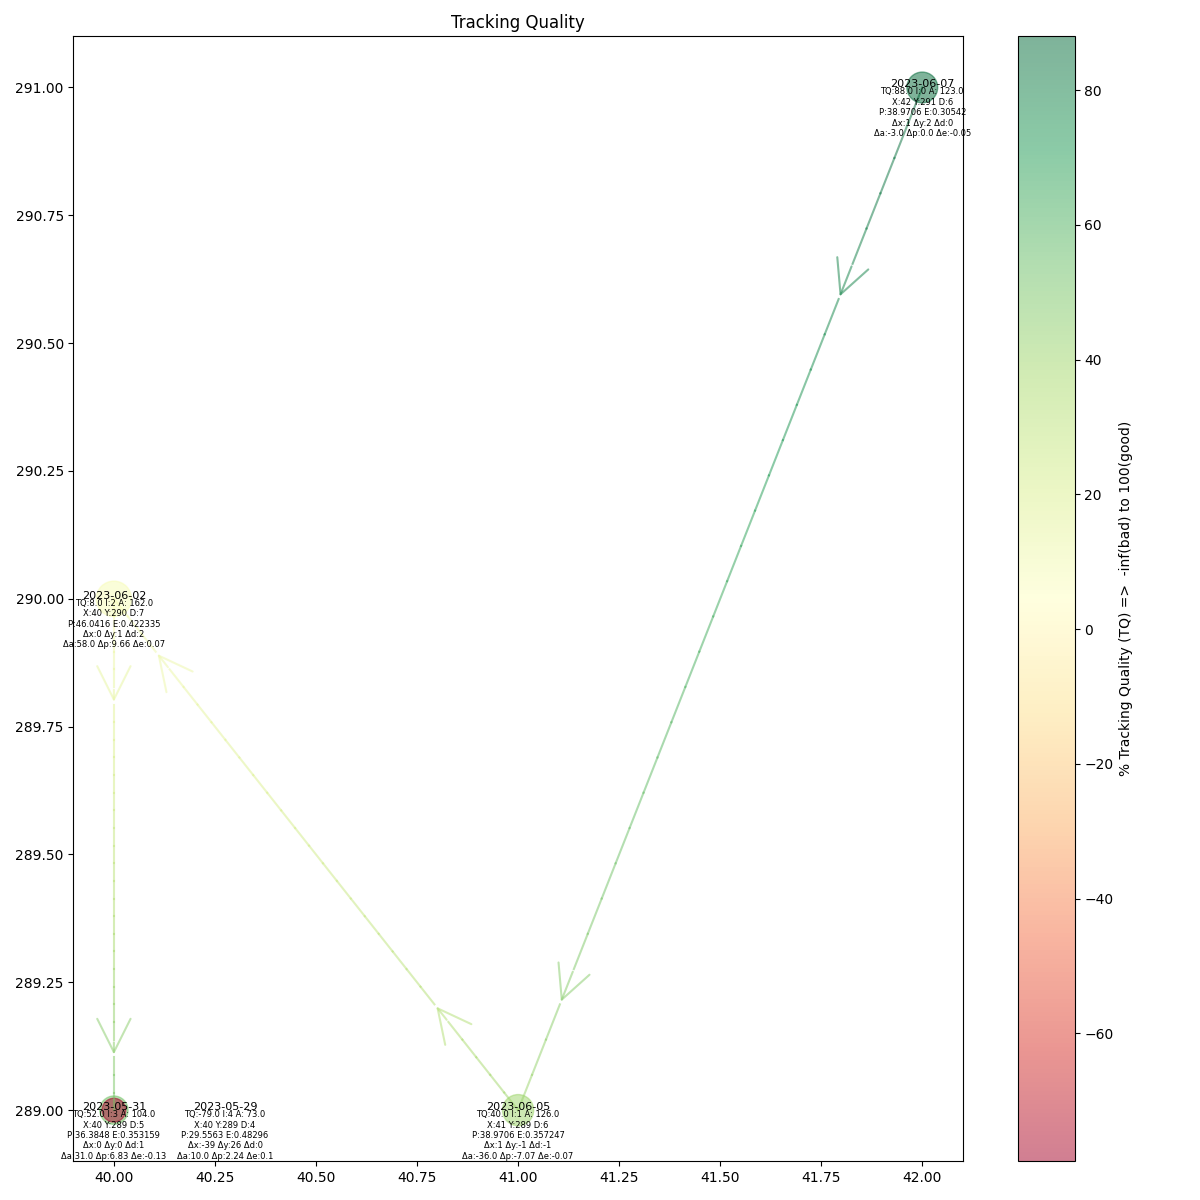 Tracking Quality
291.00
290.75
290.50
290.25
290.00
289.75
289.50
289.25
289.00
2023-06-07
TQ:88.0 I:0 A: 123.0
X:42 Y:291 D:6
P:38.9706 E:0.30542
Δx:1 Δy:2 Δd:0
Δa:-3.0 Δp:0.0 Δe:-0.05
2023-06-02
TQ:8.0 I:2 A: 162.0
X:40 Y:290 D:7
P:46.0416 E:0.422335
Δx:0 Δy:1 Δd:2
Δa:58.0 Δp:9.66 Δe:0.07
2023-05-31
TQ:52.0 I:3 A: 104.0
X:40 Y:289 D:5
P:36.3848 E:0.353159
Δx:0 Δy:0 Δd:1
Δa:31.0 Δp:6.83 Δe:-0.13
2023-05-29
TQ:-79.0 I:4 A: 73.0
X:40 Y:289 D:4
P:29.5563 E:0.48296
Δx:-39 Δy:26 Δd:0
Δa:10.0 Δp:2.24 Δe:0.1
2023-06-05
TQ:40.0 I:1 A: 126.0
X:41 Y:289 D:6
P:38.9706 E:0.357247
Δx:1 Δy:-1 Δd:-1
Δa:-36.0 Δp:-7.07 Δe:-0.07
40.00 40.25 40.50 40.75 41.00 41.25 41.50 41.75 42.00
80
60
40
20
0
−20
−40
−60
% Tracking Quality (TQ) => -inf(bad) to 100(good)